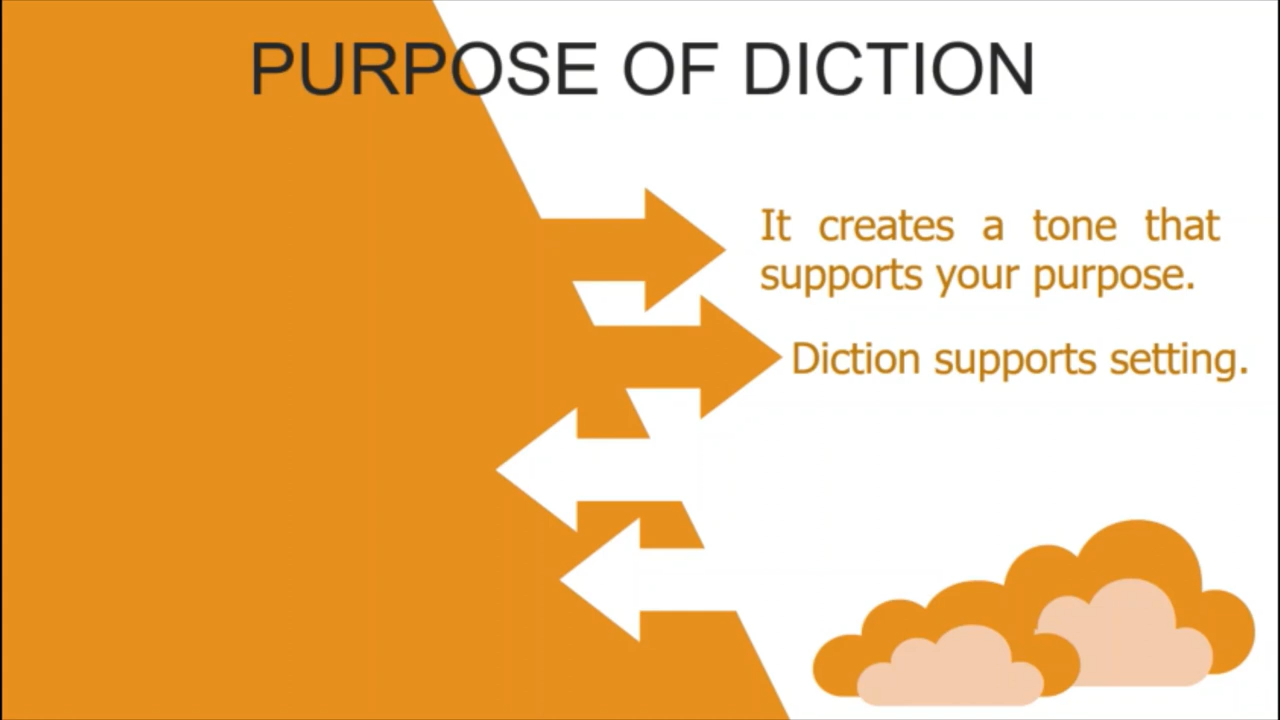 PURPOSE OF DICTION
It creates a tone that
supports your purpose.
Diction supports setting.